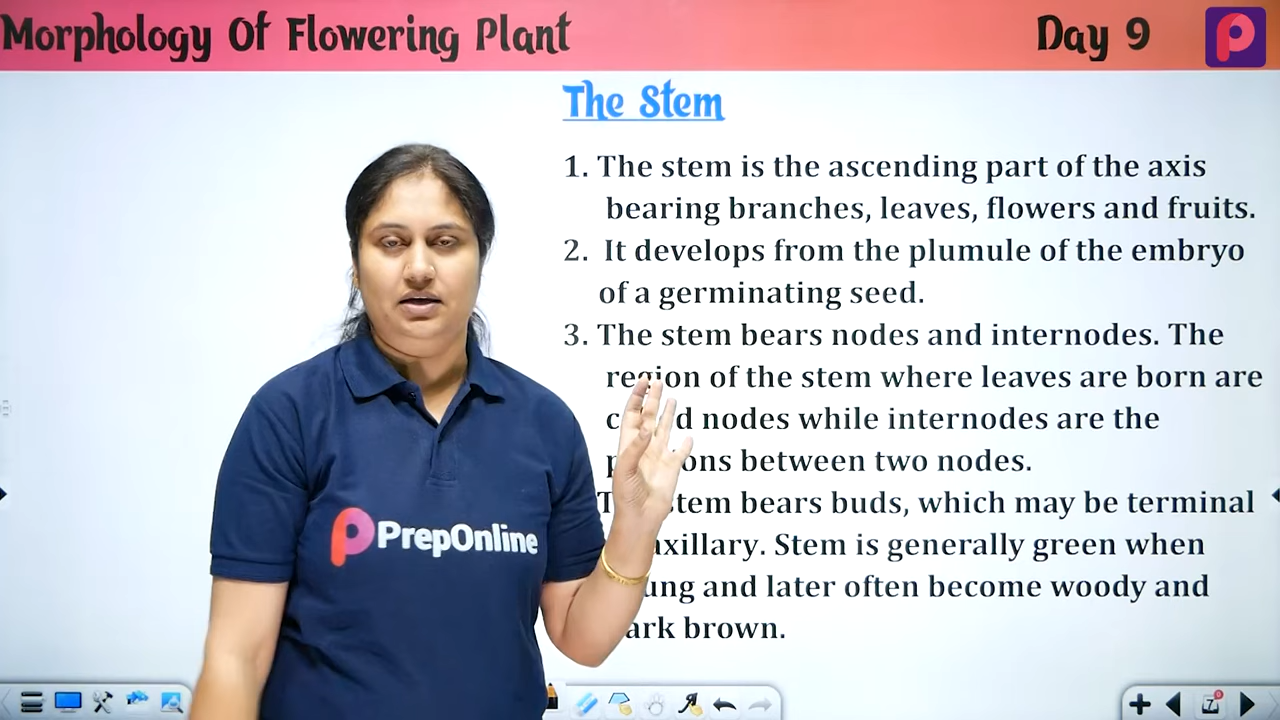 Morphology Of Flowering Plant
Day 9
The Stem
1. The stem is the ascending part of the axis
bearing branches, leaves, flowers and fruits.
2. It develops from the plumule of the embryo
of a germinating seed.
3. The stem bears nodes and internodes. The
region of the stem where leaves are born are
nodes while internodes are the
between two nodes.
stem bears buds, which may be terminal
axillary. Stem is generally green when
and later often become woody and
brown.
PrepOnline